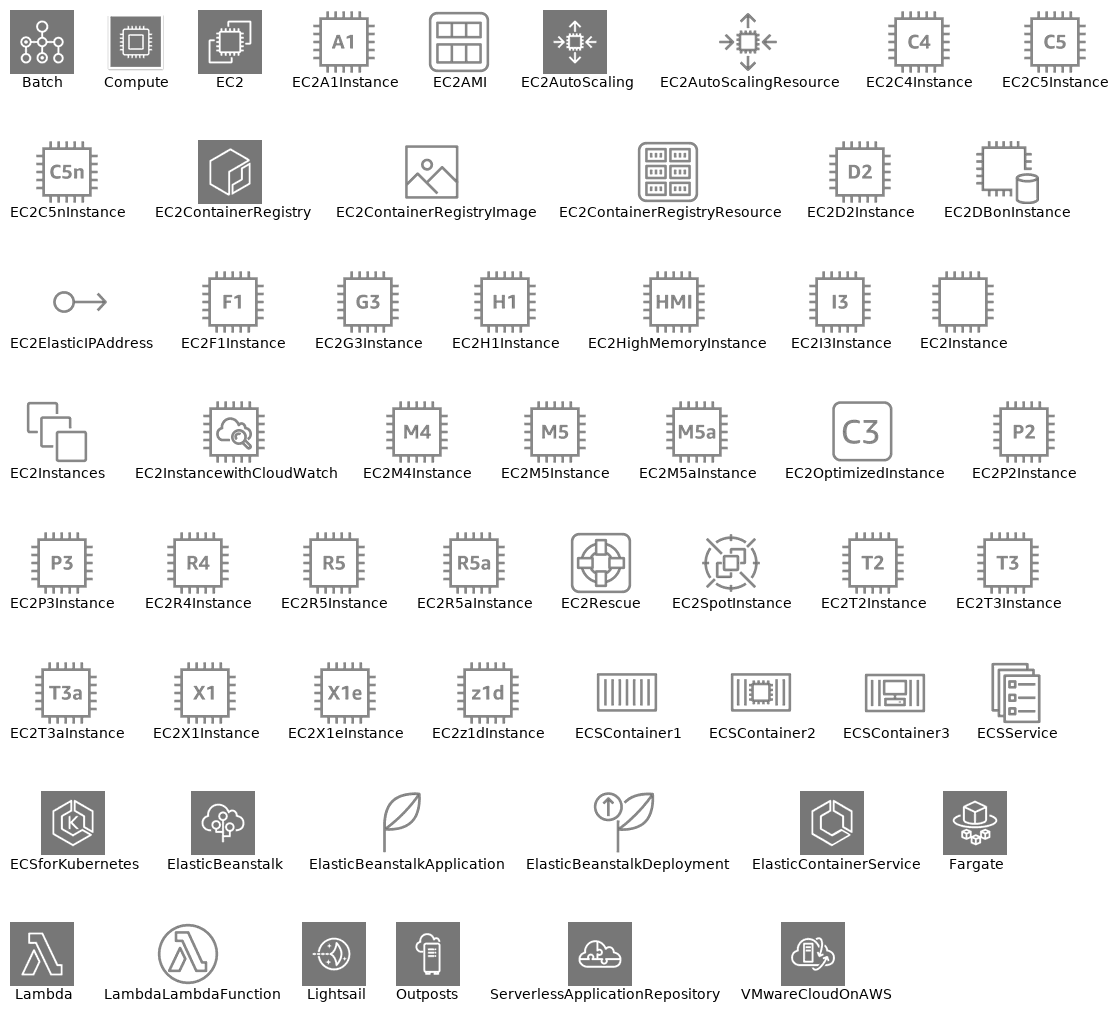 A1
C4
C5
Batch
Compute
EC2
EC2A1Instance
EC2AMI
EC2AutoScaling
EC2AutoScalingResource
EC2C4Instance
EC2C5Instance
C5n
D2
EC2C5nInstance
EC2ContainerRegistry
EC2ContainerRegistryImage
EC2ContainerRegistryResource
EC2D2Instance
EC2DBonInstance
F1
G3
H1
HMI
I3
EC2ElasticIPAddress
EC2F1Instance
EC2G3Instance
EC2H1Instance
EC2HighMemoryInstance
EC2I3Instance
EC2Instance
M4
M5
M5a
C3
P2
EC2Instances
EC2InstancewithCloudWatch
EC2M4Instance
EC2M5Instance
EC2M5aInstance
EC2OptimizedInstance
EC2P2Instance
P3
R4
R5
R5a
T2
T3
EC2P3Instance
EC2R4Instance
EC2R5Instance
EC2R5aInstance
EC2Rescue
EC2SpotInstance
EC2T2Instance
EC2T3Instance
T3a
X1
X1e
z1d
EC2T3aInstance
EC2X1Instance
EC2X1eInstance
EC2z1dInstance
ECSContainer1
ECSContainer2
ECSContainer3
ECSService
K
ECSforKubernetes
ElasticBeanstalk
ElasticBeanstalkApplication
ElasticBeanstalkDeployment
ElasticContainerService
Fargate
Lambda
LambdaLambdaFunction
Lightsail
Outposts
ServerlessApplicationRepository
VMwareCloudOnAWS